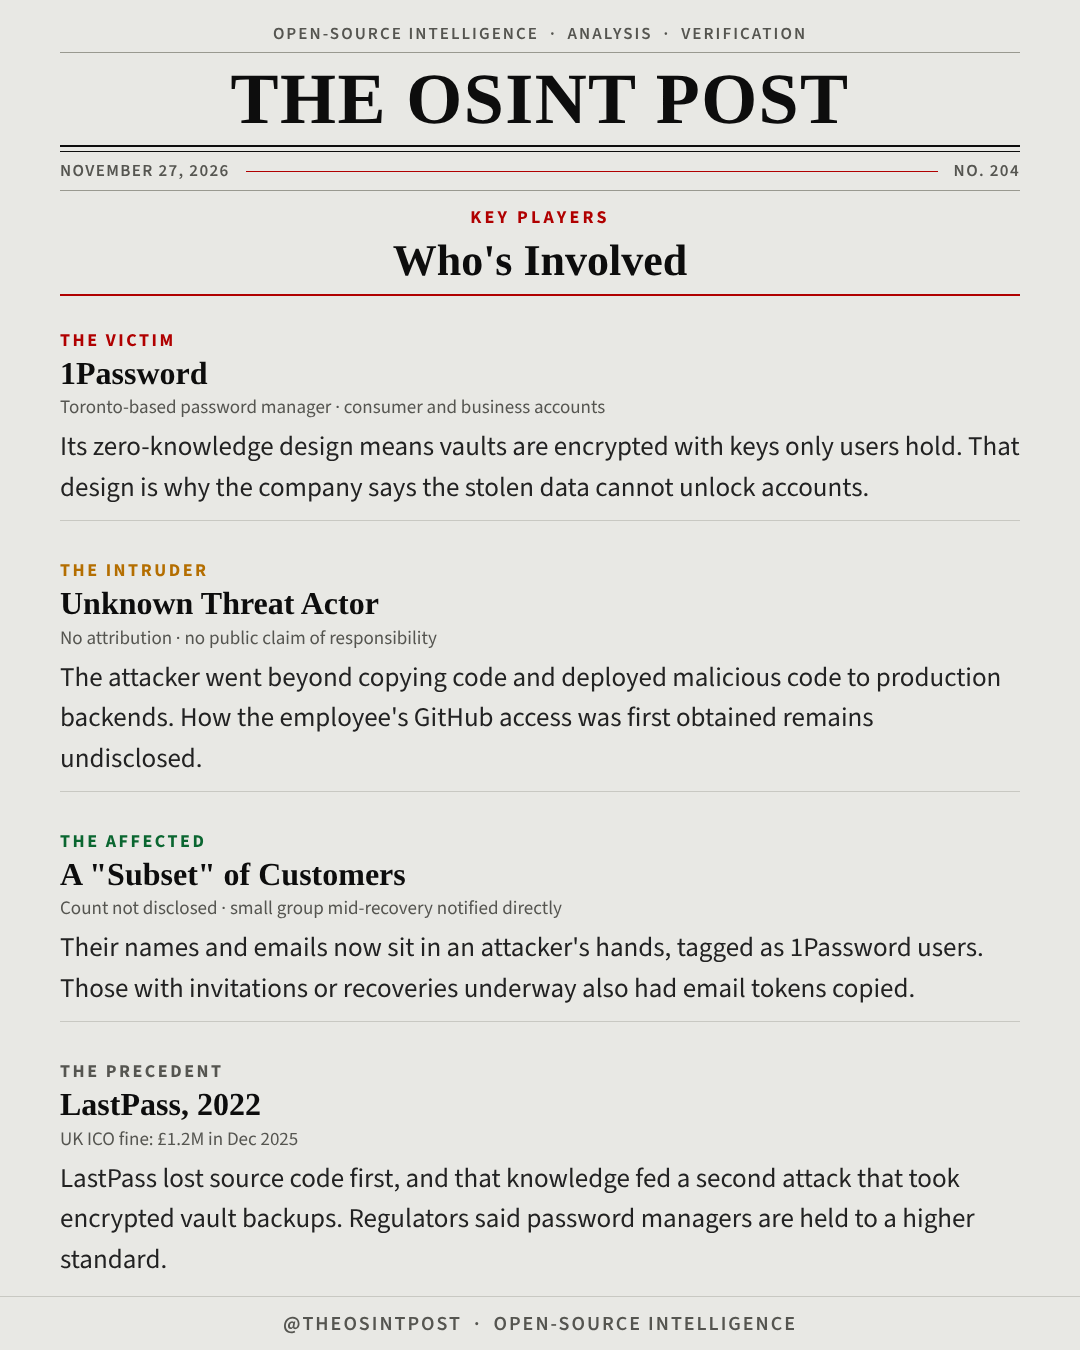 OPEN-SOURCE INTELLIGENCE · ANALYSIS · VERIFICATION
THE OSINT POST
NOVEMBER 27, 2026 NO. 204
KEY PLAYERS
Who's Involved
THE VICTIM
1Password
Toronto-based password manager · consumer and business accounts
Its zero-knowledge design means vaults are encrypted with keys only users hold. That
design is why the company says the stolen data cannot unlock accounts.
THE INTRUDER
Unknown Threat Actor
No attribution · no public claim of responsibility
The attacker went beyond copying code and deployed malicious code to production
backends. How the employee's GitHub access was first obtained remains
undisclosed.
THE AFFECTED
A "Subset" of Customers
Count not disclosed · small group mid-recovery notified directly
Their names and emails now sit in an attacker's hands, tagged as 1Password users.
Those with invitations or recoveries underway also had email tokens copied.
THE PRECEDENT
LastPass, 2022
UK ICO fine: £1.2M in Dec 2025
LastPass lost source code first, and that knowledge fed a second attack that took
encrypted vault backups. Regulators said password managers are held to a higher
standard.
@THEOSINTPOST · OPEN-SOURCE INTELLIGENCE